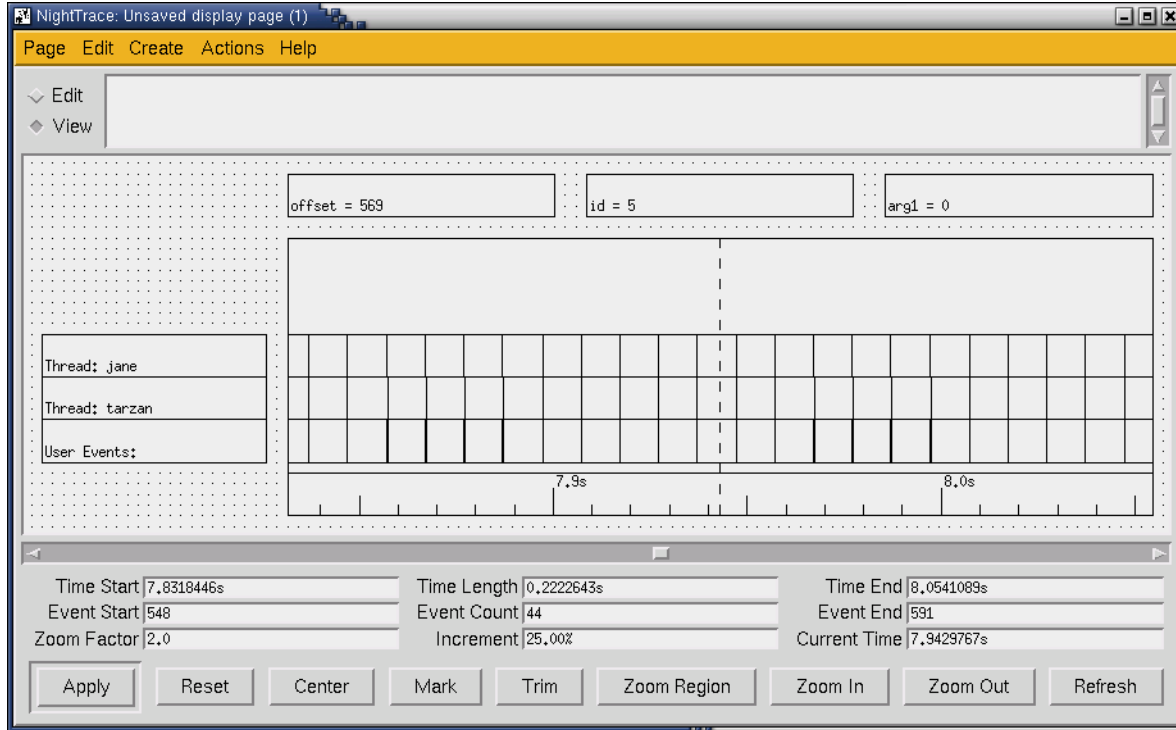 NightTrace: Unsaved display page (1)
Page Edit Create Actions Help
Edit
View
offset = 569 id = 5 arg1 = 0
Thread: jane
Thread: tarzan
User Events:
7.9s 8.0s
Time Start 7.8318446s Time Length 0.2222643s Time End 8.0541089s
Event Start 548 Event Count 44 Event End 591
Zoom Factor 2.0 Increment 25.00% Current Time 7.9429767s
Apply Reset Center Mark Trim Zoom Region Zoom In Zoom Out Refresh